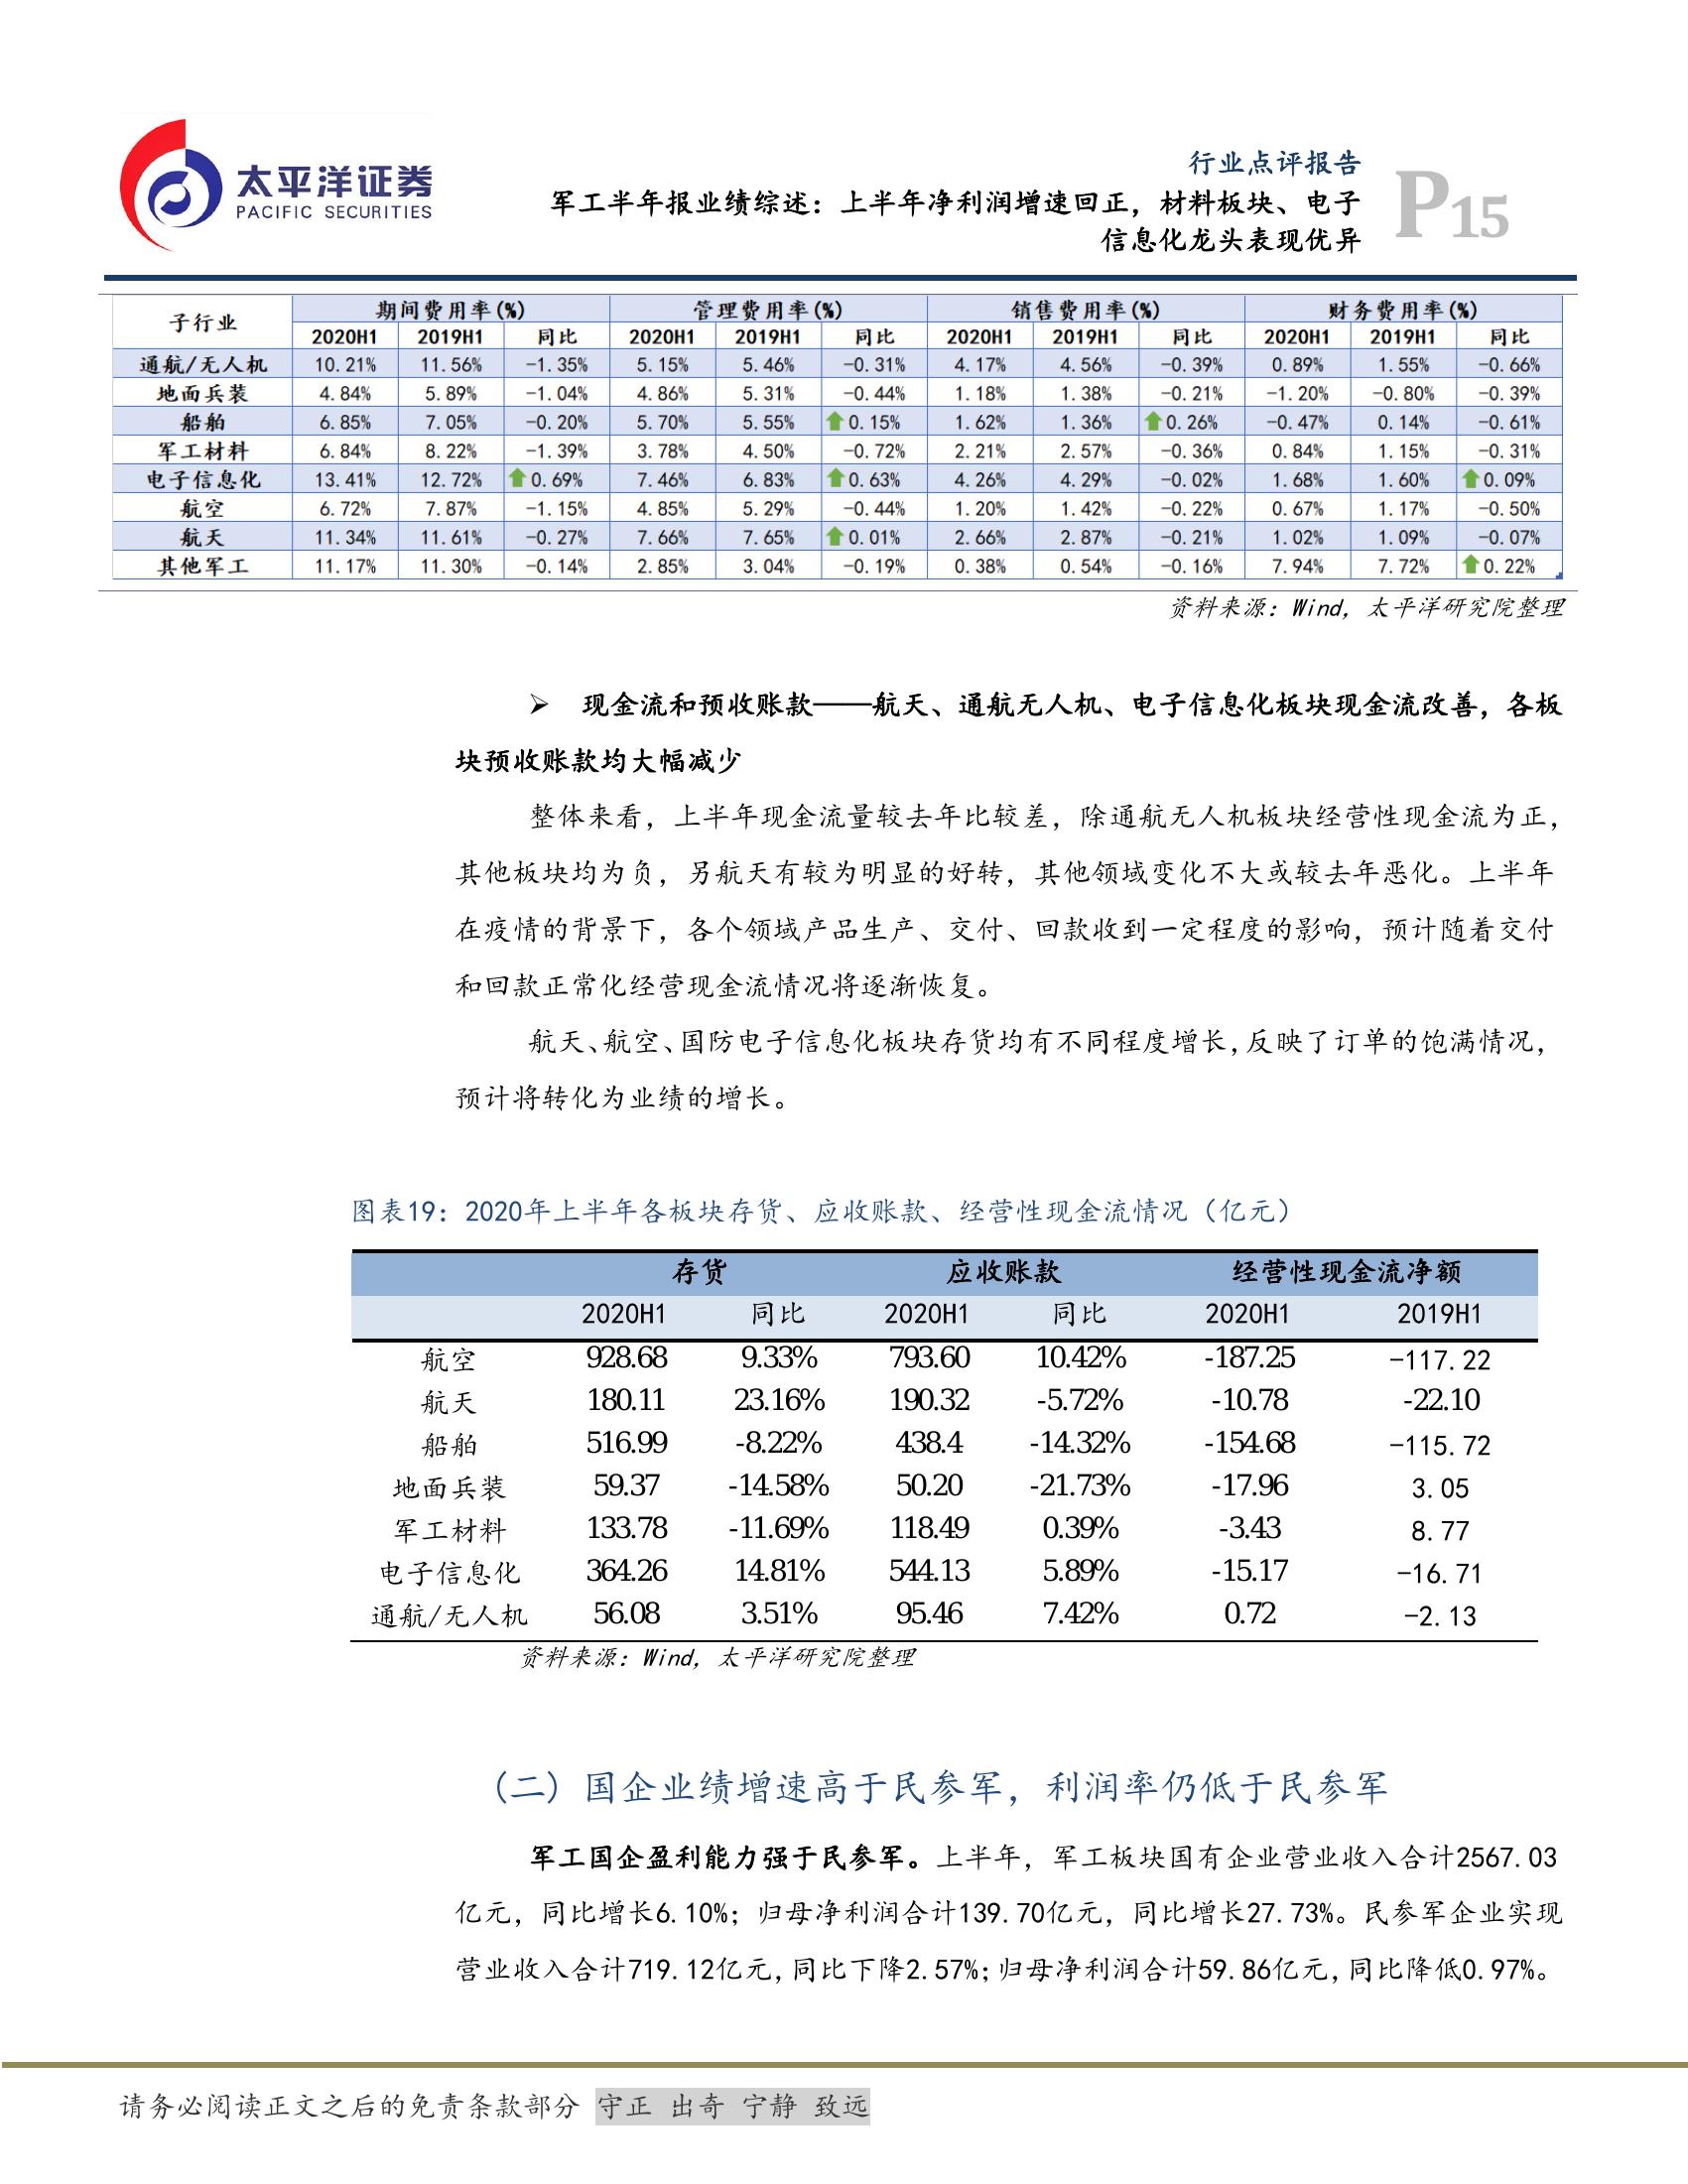 太平洋证券
PACIFIC SECURITIES
行业点评报告
军工半年报业绩综述：上半年净利润增速回正，材料板块、电子
信息化龙头表现优异
P15
子行业 期间费用率(%) 管理费用率(%) 销售费用率(%) 财务费用率(%)
2020H1 2019H1 同比 2020H1 2019H1 同比 2020H1 2019H1 同比 2020H1 2019H1 同比
通航/无人机 10.21% 11.56% -1.35% 5.15% 5.46% -0.31% 4.17% 4.56% -0.39% 0.89% 1.55% -0.66%
地面兵装 4.84% 5.89% -1.04% 4.86% 5.31% -0.44% 1.18% 1.38% -0.21% -1.20% -0.80% -0.39%
船舶 6.85% 7.05% -0.20% 5.70% 5.55% 0.15% 1.62% 1.36% 0.26% -0.47% 0.14% -0.61%
军工材料 6.84% 8.22% -1.39% 3.78% 4.50% -0.72% 2.21% 2.57% -0.36% 0.84% 1.15% -0.31%
电子信息化 13.41% 12.72% 0.69% 7.46% 6.83% 0.63% 4.26% 4.29% -0.02% 1.68% 1.60% 0.09%
航空 6.72% 7.87% -1.15% 4.85% 5.29% -0.44% 1.20% 1.42% -0.22% 0.67% 1.17% -0.50%
航天 11.34% 11.61% -0.27% 7.66% 7.65% 0.01% 2.66% 2.87% -0.21% 1.02% 1.09% -0.07%
其他军工 11.17% 11.30% -0.14% 2.85% 3.04% -0.19% 0.38% 0.54% -0.16% 7.94% 7.72% 0.22%
资料来源：Wind，太平洋研究院整理
➢ 现金流和预收账款——航天、通航无人机、电子信息化板块现金流改善，各板
块预收账款均大幅减少
整体来看，上半年现金流量较去年比较差，除通航无人机板块经营性现金流为正，
其他板块均为负，另航天有较为明显的好转，其他领域变化不大或较去年恶化。上半年
在疫情的背景下，各个领域产品生产、交付、回款收到一定程度的影响，预计随着交付
和回款正常化经营现金流情况将逐渐恢复。
航天、航空、国防电子信息化板块存货均有不同程度增长，反映了订单的饱满情况，
预计将转化为业绩的增长。
图表19：2020年上半年各板块存货、应收账款、经营性现金流情况（亿元）
存货 应收账款 经营性现金流净额
2020H1 同比 2020H1 同比 2020H1 2019H1
航空 928.68 9.33% 793.60 10.42% -187.25 -117.22
航天 180.11 23.16% 190.32 -5.72% -10.78 -22.10
船舶 516.99 -8.22% 438.4 -14.32% -154.68 -115.72
地面兵装 59.37 -14.58% 50.20 -21.73% -17.96 3.05
军工材料 133.78 -11.69% 118.49 0.39% -3.43 8.77
电子信息化 364.26 14.81% 544.13 5.89% -15.17 -16.71
通航/无人机 56.08 3.51% 95.46 7.42% 0.72 -2.13
资料来源：Wind，太平洋研究院整理
（二）国企业绩增速高于民参军，利润率仍低于民参军
军工国企盈利能力强于民参军。上半年，军工板块国有企业营业收入合计2567.03
亿元，同比增长6.10%；归母净利润合计139.70亿元，同比增长27.73%。民参军企业实现
营业收入合计719.12亿元，同比下降2.57%；归母净利润合计59.86亿元，同比降低0.97%。
请务必阅读正文之后的免责条款部分 守正 出奇 宁静 致远